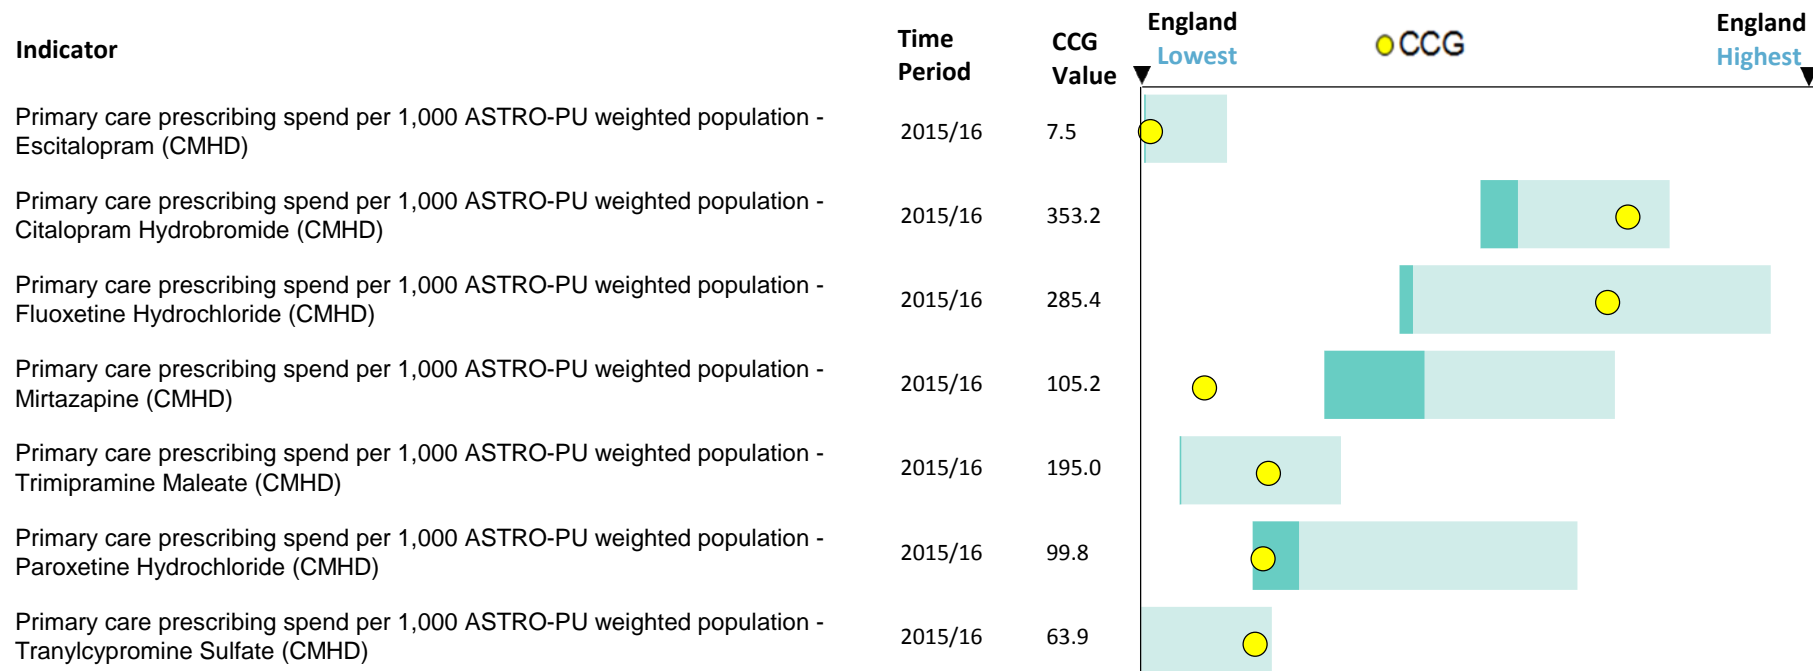 Indicator
Time Period
CCG Value
England Lowest
CCG
England Highest
Primary care prescribing spend per 1,000 ASTRO-PU weighted population -
Escitalopram (CMHD)
2015/16
7.5
Primary care prescribing spend per 1,000 ASTRO-PU weighted population -
Citalopram Hydrobromide (CMHD)
2015/16
353.2
Primary care prescribing spend per 1,000 ASTRO-PU weighted population -
Fluoxetine Hydrochloride (CMHD)
2015/16
285.4
Primary care prescribing spend per 1,000 ASTRO-PU weighted population -
Mirtazapine (CMHD)
2015/16
105.2
Primary care prescribing spend per 1,000 ASTRO-PU weighted population -
Trimipramine Maleate (CMHD)
2015/16
195.0
Primary care prescribing spend per 1,000 ASTRO-PU weighted population -
Paroxetine Hydrochloride (CMHD)
2015/16
99.8
Primary care prescribing spend per 1,000 ASTRO-PU weighted population -
Tranylcypromine Sulfate (CMHD)
2015/16
63.9